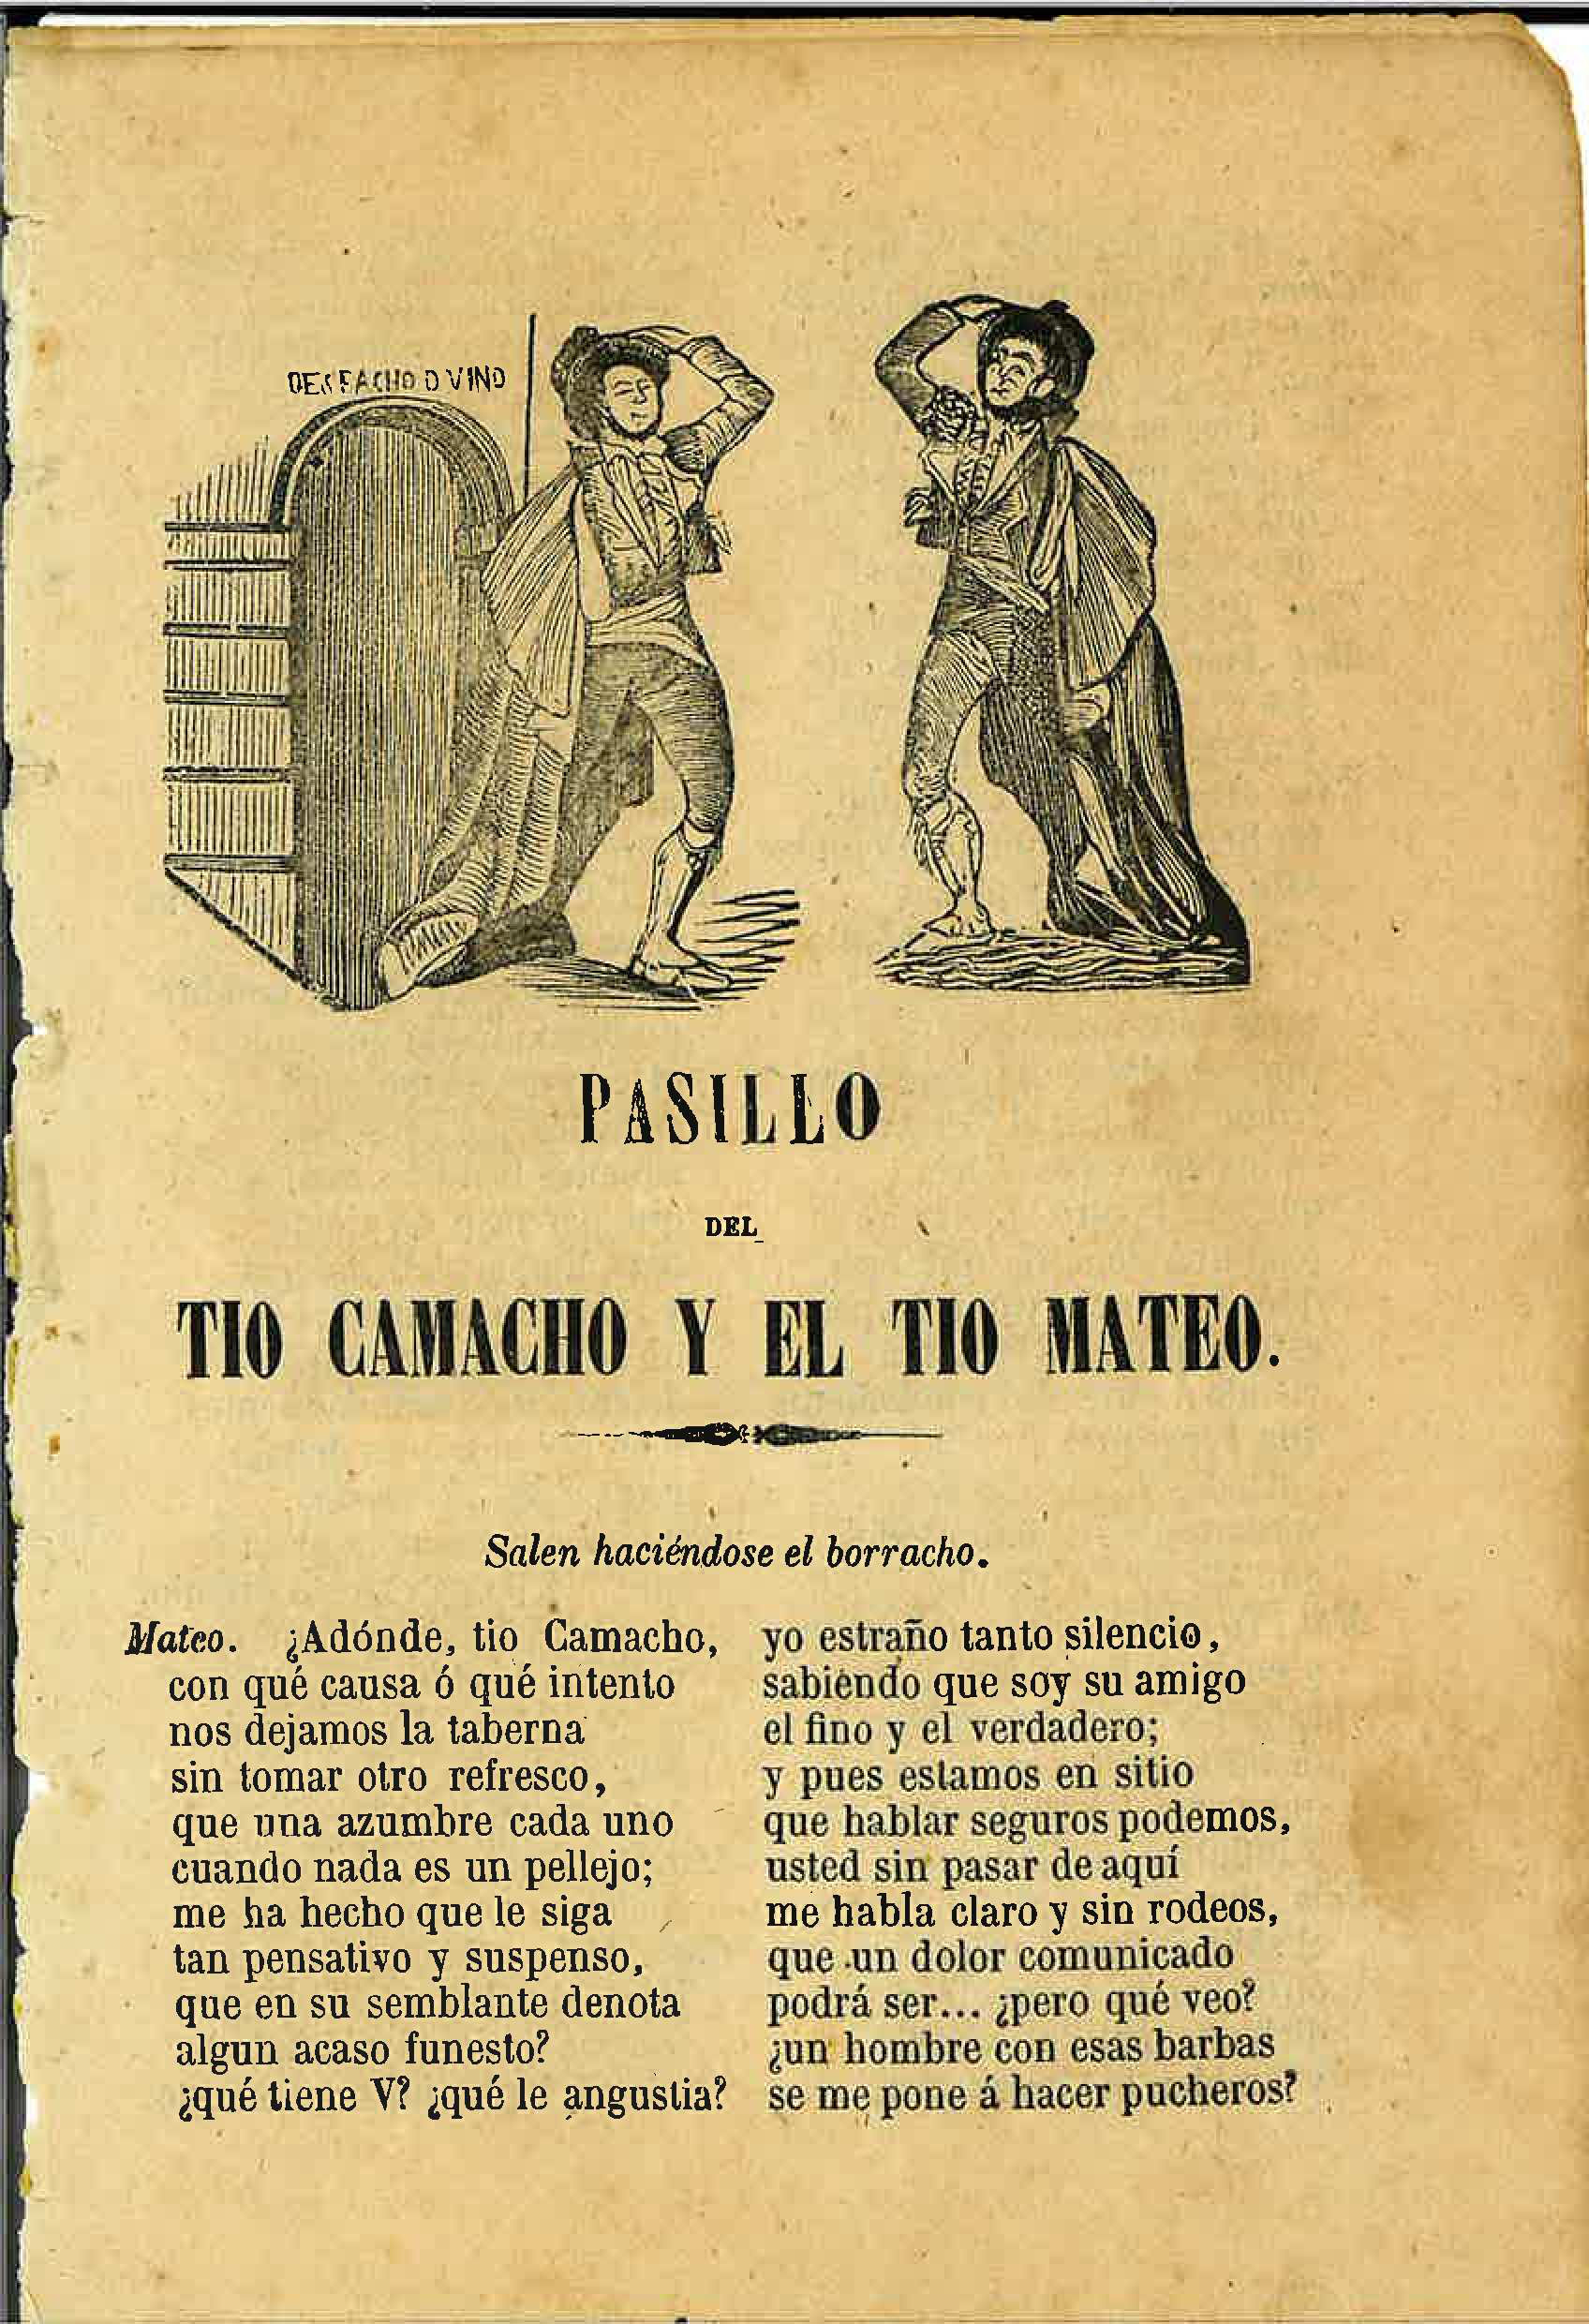 DESPACHO D VINO
PASILLO
DEL
TIO CAMACHO Y EL TIO MATEO.
Salen haciéndose el borracho.
Mateo. ¿Adónde, tio Camacho,
con qué causa ó qué intento
nos dejamos la taberna
sin tomar otro refresco,
que una azumbre cada uno
cuando nada es un pellejo;
me ha hecho que le siga
tan pensativo y suspenso,
que en su semblante denota
algun acaso funesto?
¿qué tiene V? ¿qué le angustia?
yo estraño tanto silencio,
sabiendo que soy su amigo
el fino y el verdadero;
y pues estamos en sitio
que hablar seguros podemos,
usted sin pasar de aquí
me habla claro y sin rodeos,
que un dolor comunicado
podrá ser... ¿pero qué veo?
¿un hombre con esas barbas
se me pone á hacer pucheros?